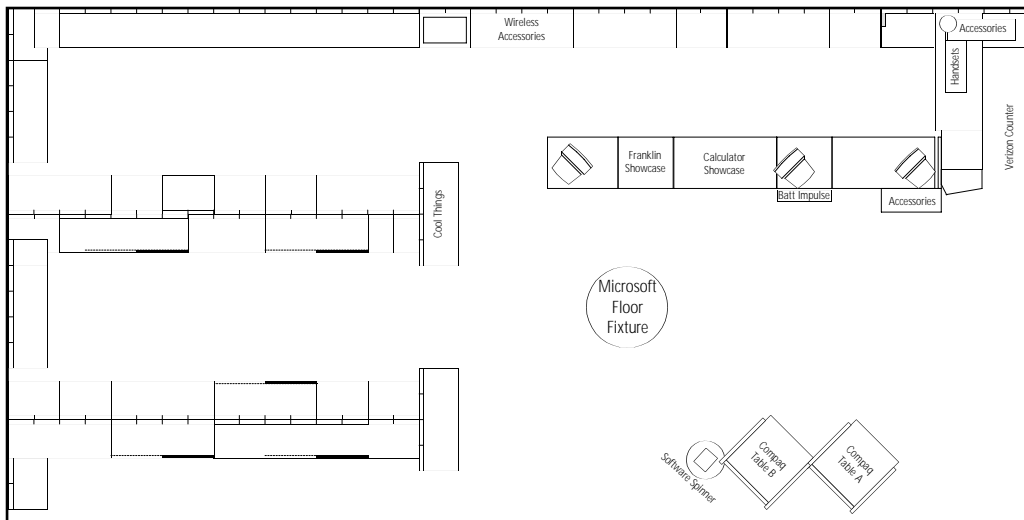 Wireless
Accessories
Accessories
Handsets
Verizon Counter
Franklin
Showcase
Calculator
Showcase
Batt Impulse
Accessories
Cool Things
Microsoft
Floor
Fixture
Software Spinner
Compaq
Table B
Compaq
Table A